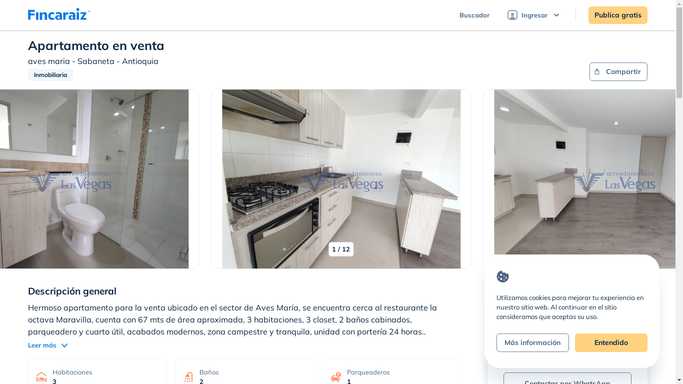 Fincaraiz
Buscador
Ingresar
Publica gratis
Apartamento en venta
aves maria - Sabaneta - Antioquia
Inmobiliaria
Compartir
arrendamientos
LAS VEGAS
arrendamientos
LAS VEGAS
arrendamientos
LAS VEGAS
1 / 12
Descripción general
Hermoso apartamento para la venta ubicado en el sector de Aves María, se encuentra cerca al restaurante la
octava Maravilla, cuenta con 67 mts de área aproximada, 3 habitaciones, 3 closet, 2 baños cabinados,
parqueadero y cuarto útil, acabados modernos, zona campestre y tranquila, unidad con portería 24 horas..
Leer más
Habitaciones
3
Baños
2
Parqueaderos
1
Utilizamos cookies para mejorar tu experiencia en
nuestro sitio web. Al continuar en el sitio
consideramos que aceptas su uso.
Más información
Entendido
Contactar por WhatsApp